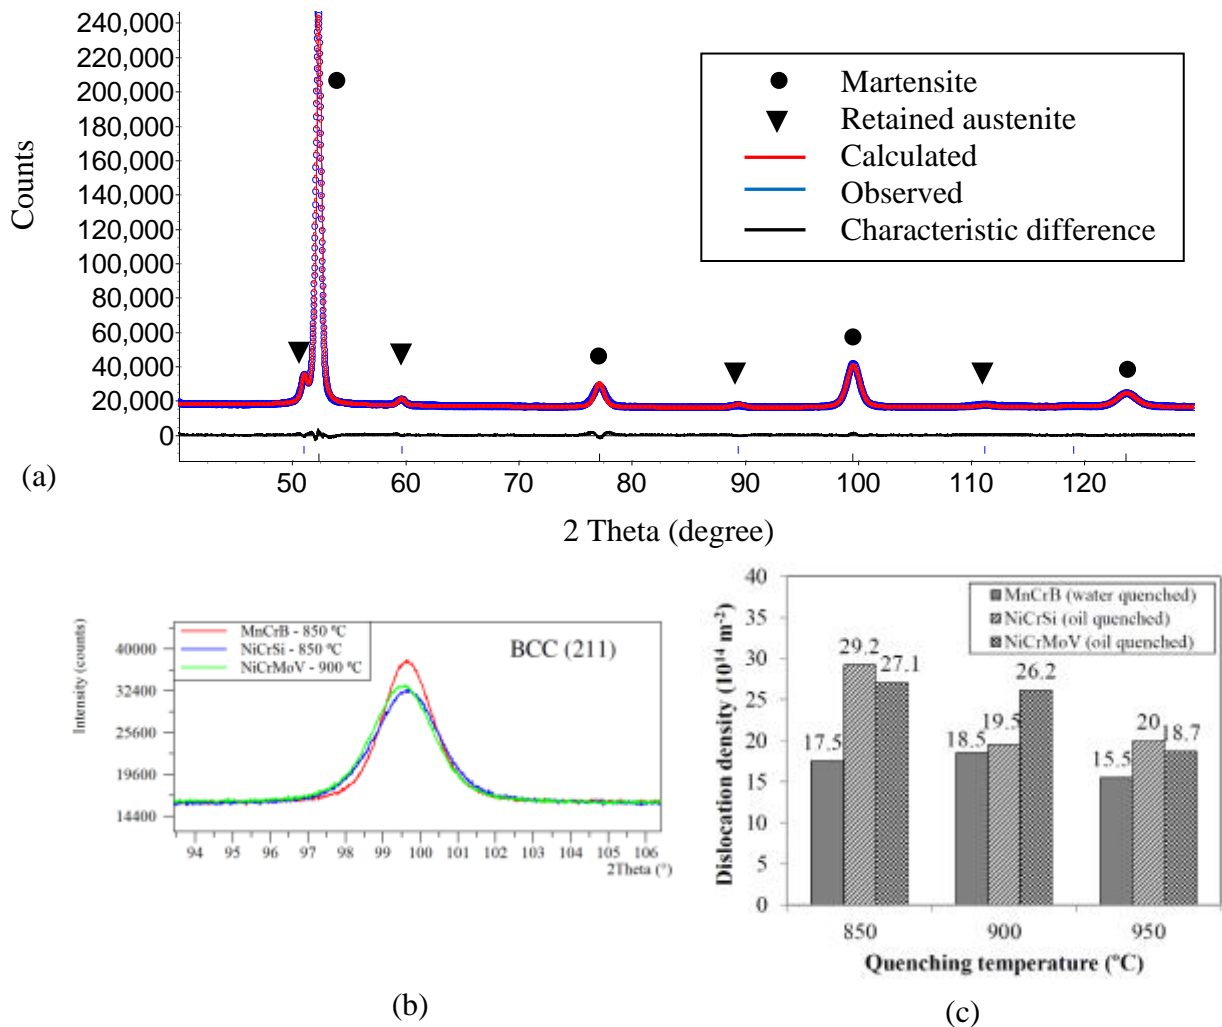 240,000
220,000
200,000
180,000
160,000
140,000
120,000
100,000
80,000
60,000
40,000
20,000
0
Counts
Martensite
Retained austenite
Calculated
Observed
Characteristic difference
50 60 70 80 90 100 110 120
2 Theta (degree)
(a)
Intensity (counts)
40000
32400
25600
19600
14400
MnCrB - 850 ºC
NiCrSi - 850 ºC
NiCrMoV - 900 ºC
BCC (211)
94 95 96 97 98 99 100 101 102 103 104 105 106
2Theta (°)
(b)
Dislocation density (10¹⁴ m⁻²)
40
35
30
25
20
15
10
5
0
MnCrB (water quenched)
NiCrSi (oil quenched)
NiCrMoV (oil quenched)
17.5 29.2 27.1
18.5 19.5 26.2
15.5 20 18.7
850 900 950
Quenching temperature (ºC)
(c)